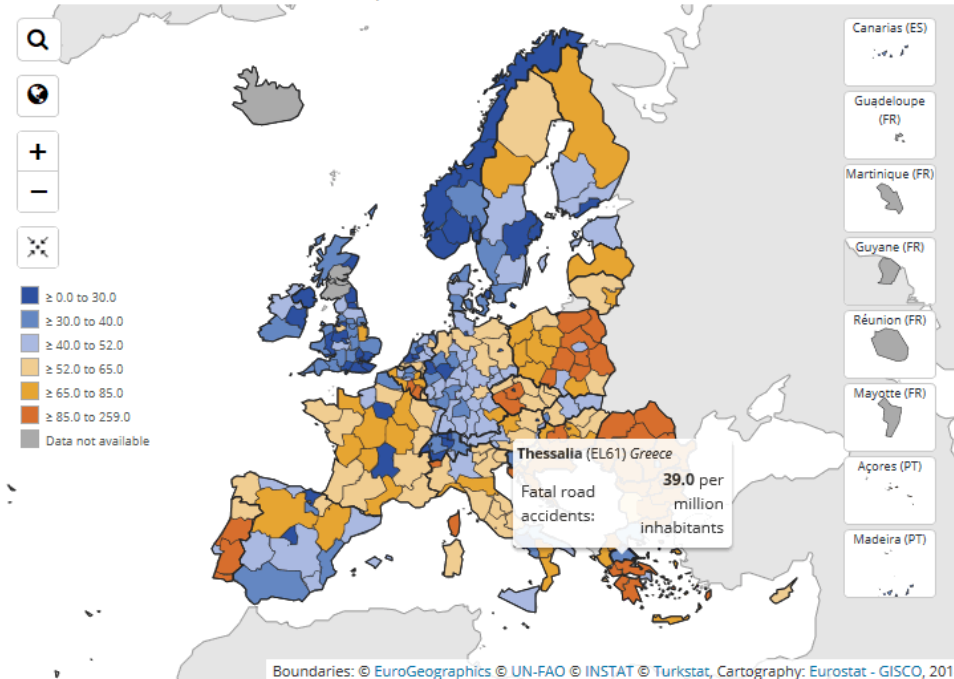 Canarias (ES)
Guadeloupe
(FR)
+
−
Martinique (FR)
Guyane (FR)
≥ 0.0 to 30.0
≥ 30.0 to 40.0
≥ 40.0 to 52.0
≥ 52.0 to 65.0
≥ 65.0 to 85.0
≥ 85.0 to 259.0
Data not available
Réunion (FR)
Mayotte (FR)
Thessalia (EL61) Greece
Fatal road
accidents:
39.0 per
million
inhabitants
Açores (PT)
Madeira (PT)
Boundaries: © EuroGeographics © UN-FAO © INSTAT © Turkstat, Cartography: Eurostat - GISCO, 201